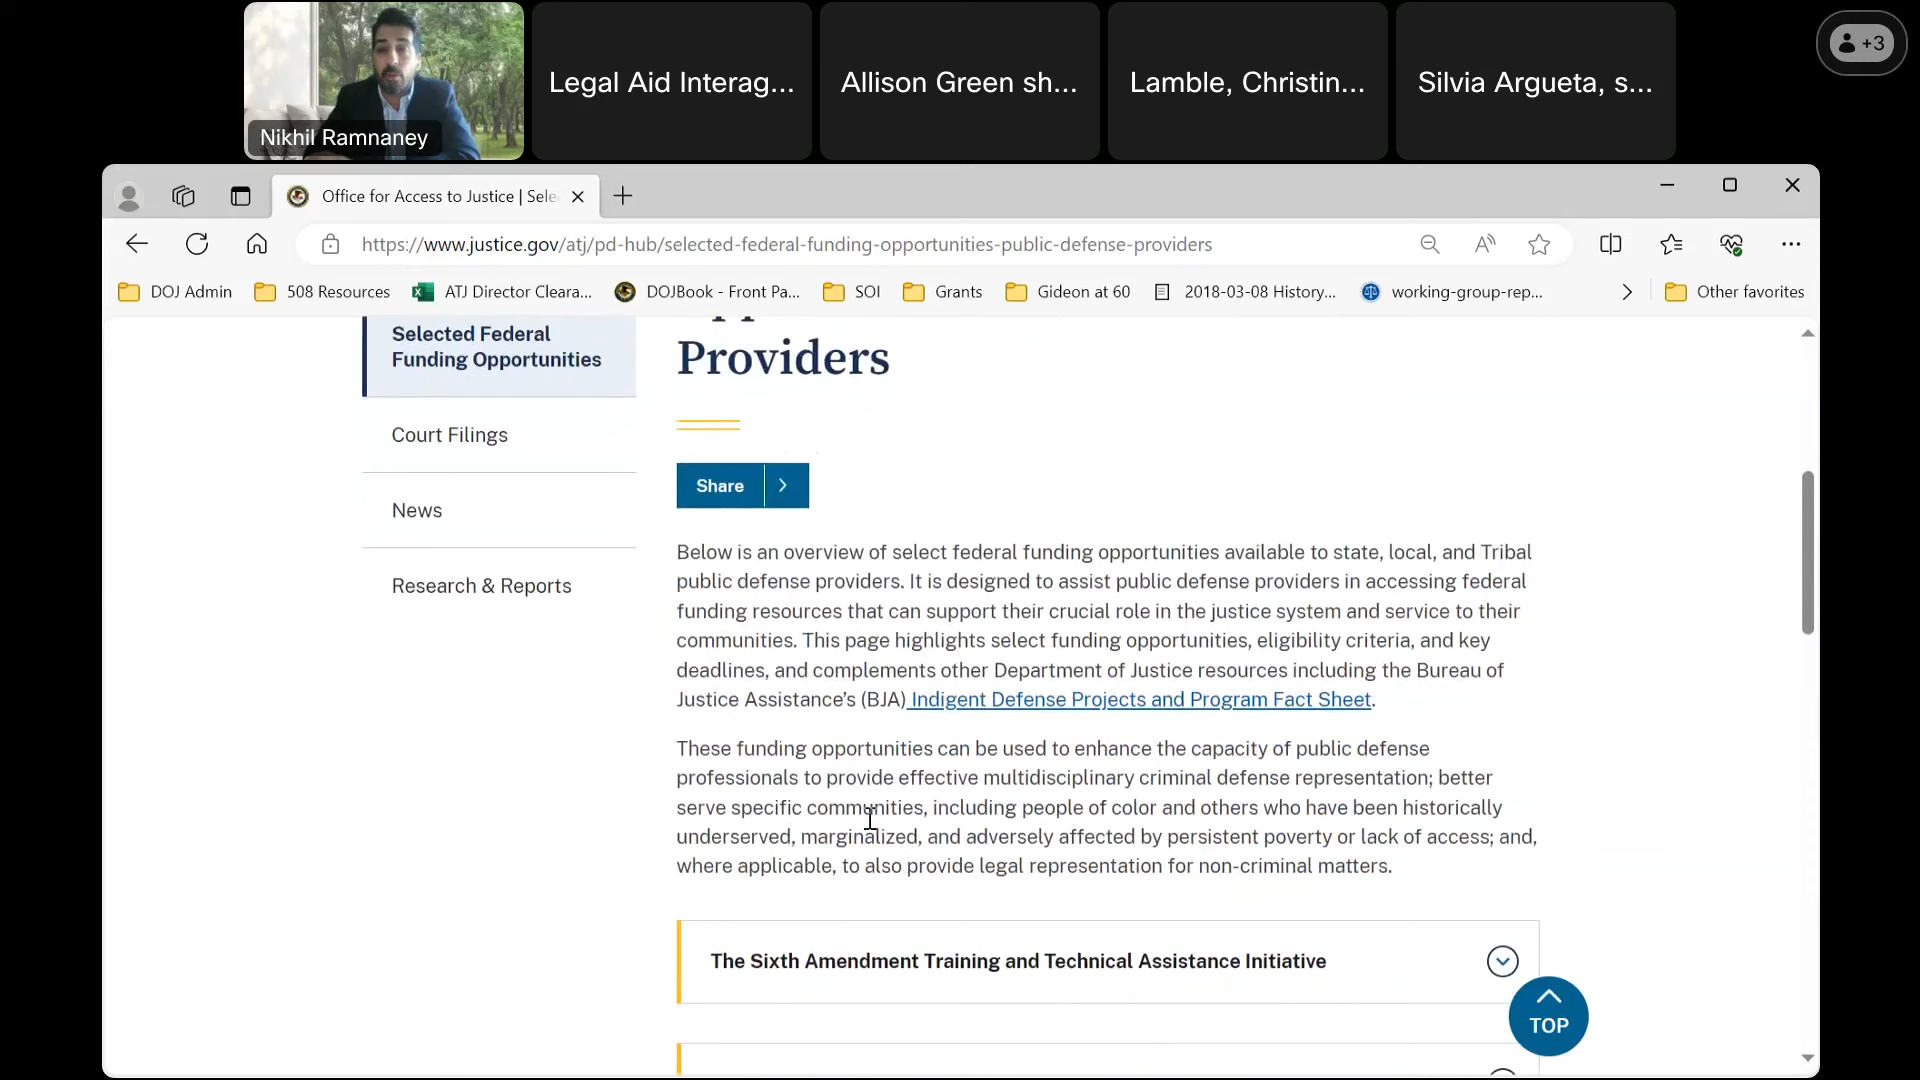 Nikhil Ramnaney
Legal Aid Interag...
Allison Green sh...
Lamble, Christin...
Silvia Argueta, s...
+3
Office for Access to Justice | Sele
https://www.justice.gov/atj/pd-hub/selected-federal-funding-opportunities-public-defense-providers
DOJ Admin
508 Resources
ATJ Director Cleara...
DOJBook - Front Pa...
SOI
Grants
Gideon at 60
2018-03-08 History...
working-group-rep...
Other favorites
Selected Federal
Funding Opportunities
Court Filings
News
Research & Reports
Providers
Share
Below is an overview of select federal funding opportunities available to state, local, and Tribal
public defense providers. It is designed to assist public defense providers in accessing federal
funding resources that can support their crucial role in the justice system and service to their
communities. This page highlights select funding opportunities, eligibility criteria, and key
deadlines, and complements other Department of Justice resources including the Bureau of
Justice Assistance’s (BJA) Indigent Defense Projects and Program Fact Sheet.
These funding opportunities can be used to enhance the capacity of public defense
professionals to provide effective multidisciplinary criminal defense representation; better
serve specific communities, including people of color and others who have been historically
underserved, marginalized, and adversely affected by persistent poverty or lack of access; and,
where applicable, to also provide legal representation for non-criminal matters.
The Sixth Amendment Training and Technical Assistance Initiative
TOP